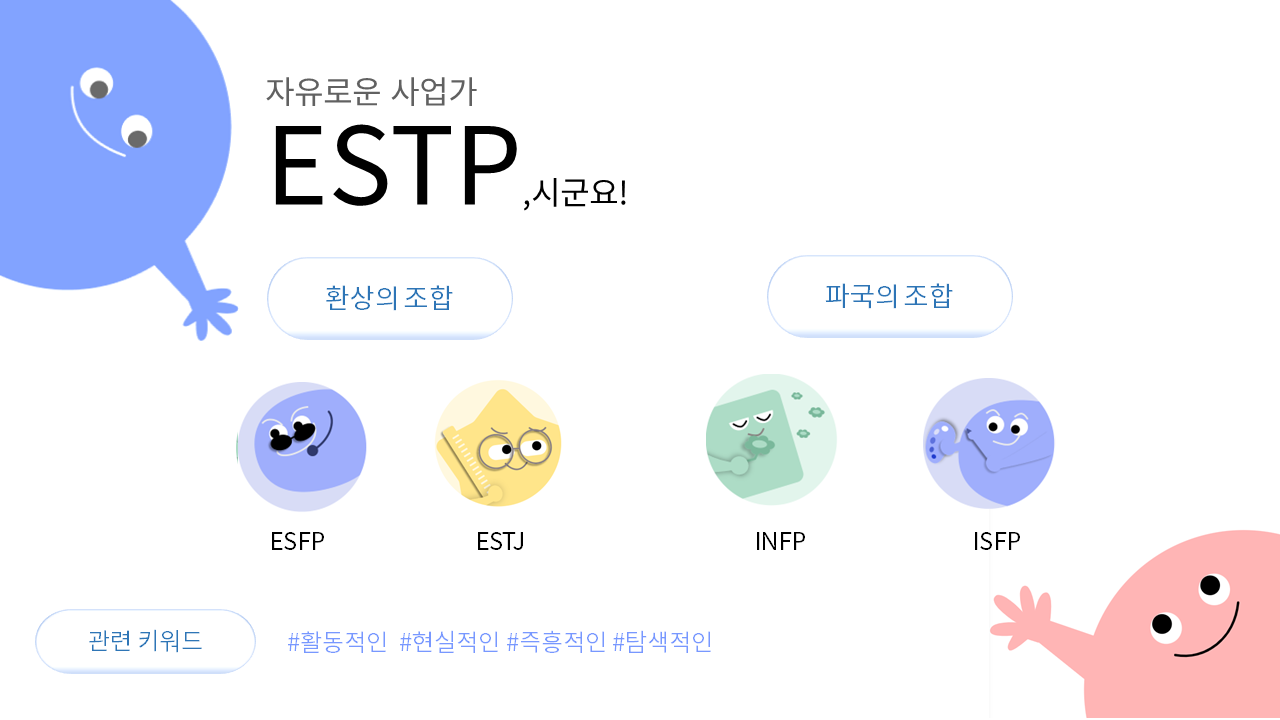 자유로운 사업가
ESTP ,시군요!
환상의 조합
파국의 조합
ESFP
ESTJ
INFP
ISFP
관련 키워드
#활동적인 #현실적인 #즉흥적인 #탐색적인